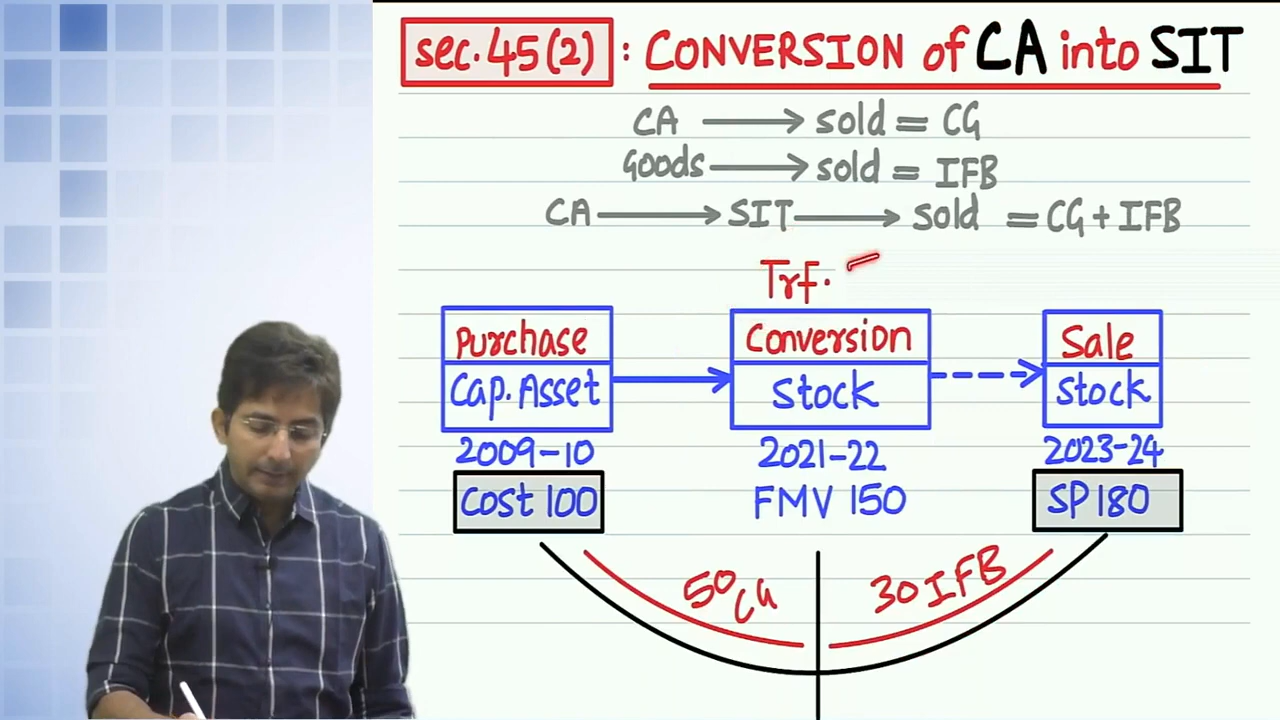 sec.45(2) : CONVERSION of CA into SIT
CA → sold = CG
Goods → sold = IFB
CA → SIT → sold = CG + IFB
Trf.
Purchase
Cap. Asset
2009-10
Cost 100
Conversion
Stock
2021-22
FMV 150
Sale
Stock
2023-24
SP 180
50 CG
30 IFB